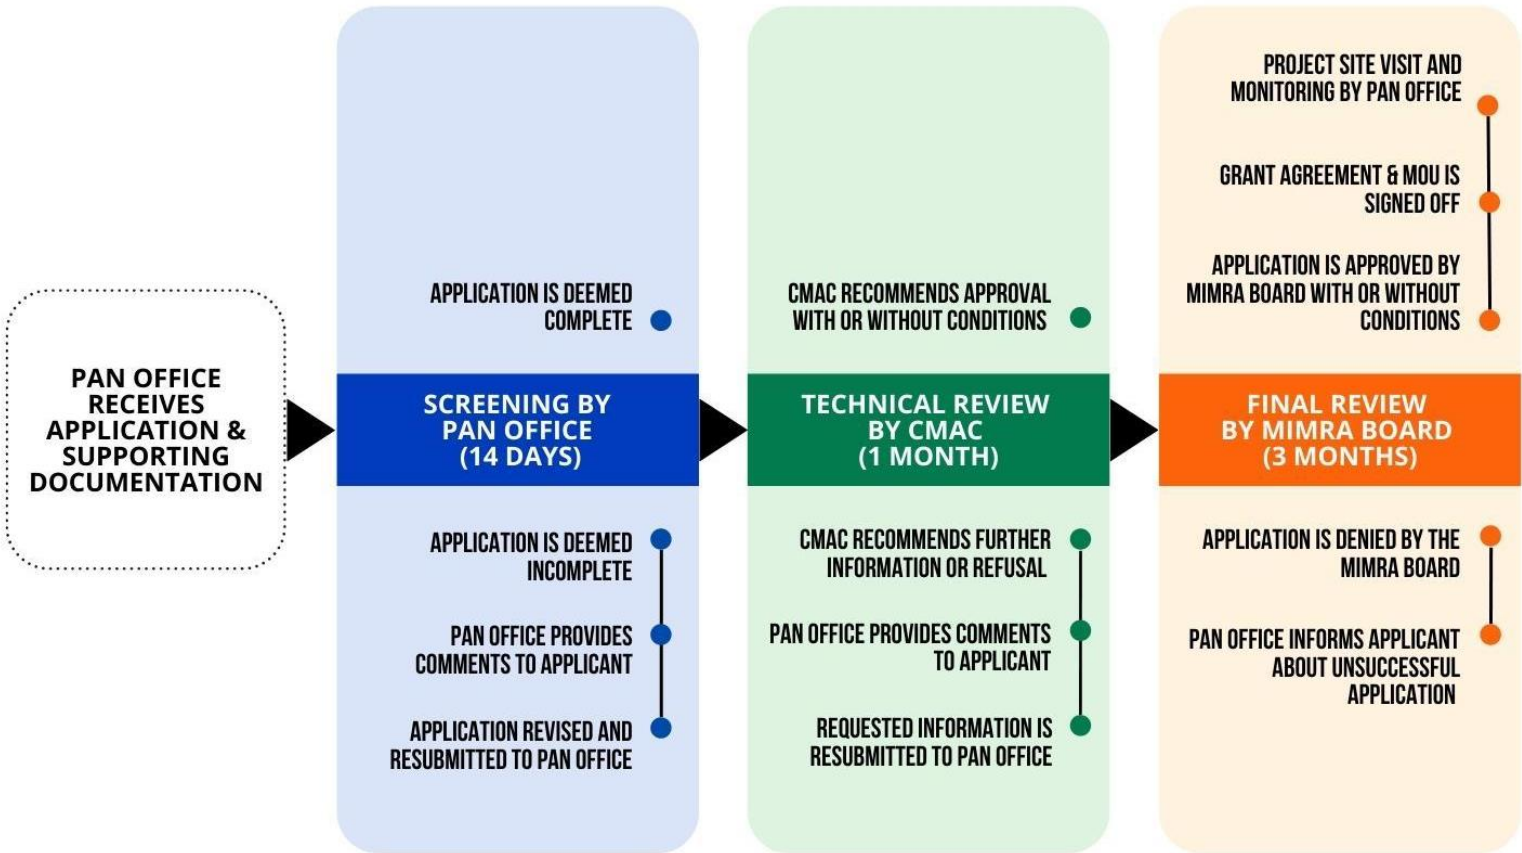 PAN OFFICE
RECEIVES
APPLICATION &
SUPPORTING
DOCUMENTATION
APPLICATION IS DEEMED
COMPLETE
SCREENING BY
PAN OFFICE
(14 DAYS)
APPLICATION IS DEEMED
INCOMPLETE
PAN OFFICE PROVIDES
COMMENTS TO APPLICANT
APPLICATION REVISED AND
RESUBMITTED TO PAN OFFICE
CMAC RECOMMENDS APPROVAL
WITH OR WITHOUT CONDITIONS
TECHNICAL REVIEW
BY CMAC
(1 MONTH)
CMAC RECOMMENDS FURTHER
INFORMATION OR REFUSAL
PAN OFFICE PROVIDES COMMENTS
TO APPLICANT
REQUESTED INFORMATION IS
RESUBMITTED TO PAN OFFICE
PROJECT SITE VISIT AND
MONITORING BY PAN OFFICE
GRANT AGREEMENT & MOU IS
SIGNED OFF
APPLICATION IS APPROVED BY
MIMRA BOARD WITH OR WITHOUT
CONDITIONS
FINAL REVIEW
BY MIMRA BOARD
(3 MONTHS)
APPLICATION IS DENIED BY THE
MIMRA BOARD
PAN OFFICE INFORMS APPLICANT
ABOUT UNSUCCESSFUL
APPLICATION